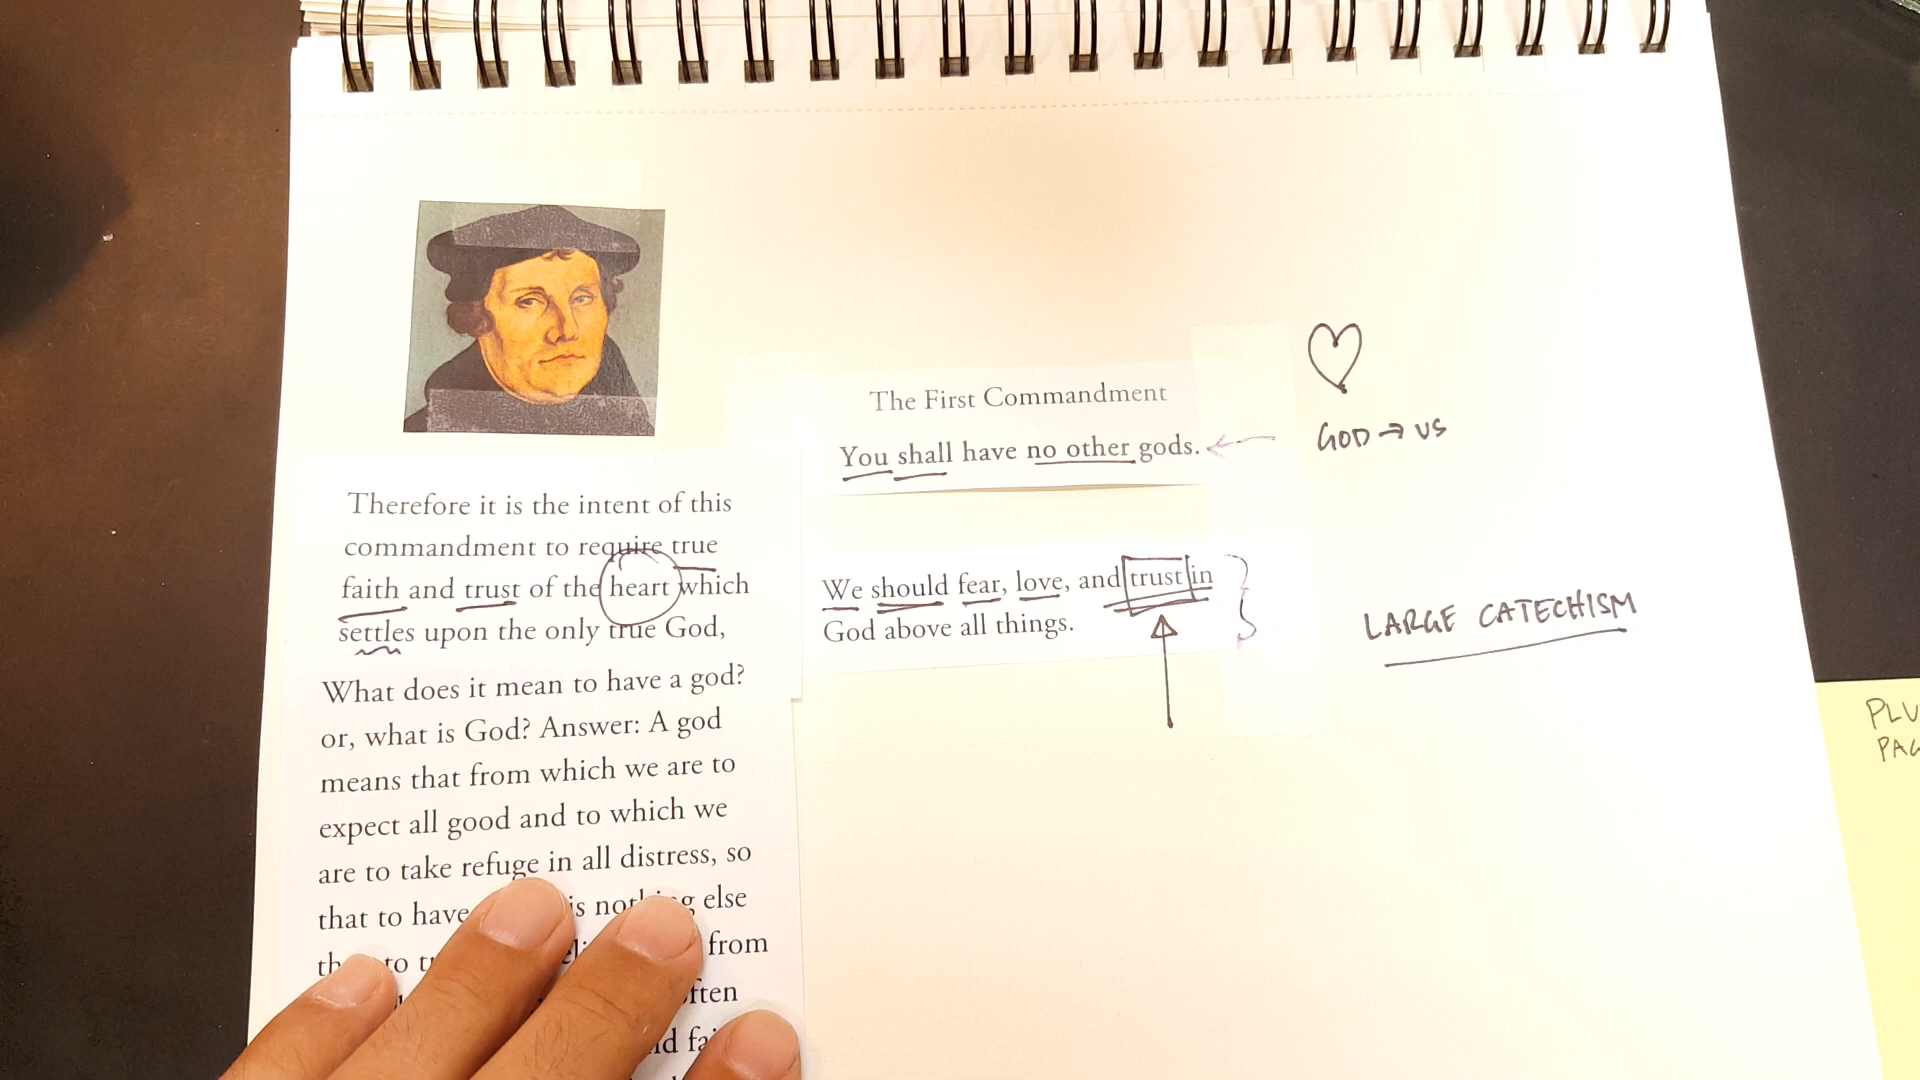 Therefore it is the intent of this
commandment to require true
faith and trust of the heart which
settles upon the only true God,
What does it mean to have a god?
or, what is God? Answer: A god
means that from which we are to
expect all good and to which we
are to take refuge in all distress, so
that to have is nothing else
to from
The First Commandment
You shall have no other gods.
We should fear, love, and trust in
God above all things.
GOD → US
LARGE CATECHISM